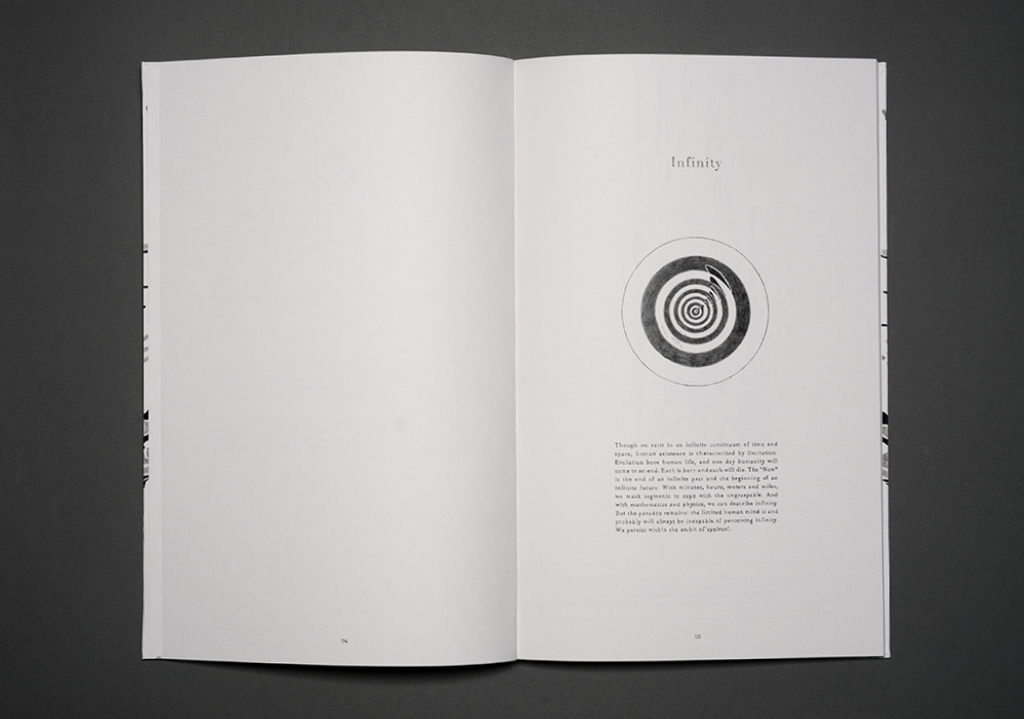 Infinity
Though we exist in an infinite continuum of time and
space, human existence is characterized by limitation.
Evolution bore human life, and one day humanity will
come to an end. Each is born and each will die. The "Now"
is the end of an infinite past and the beginning of an
infinite future. With minutes, hours, meters and miles,
we mark segments to cope with the ungraspable. And
with mathematics and physics, we can describe infinity.
But the paradox remains: the limited human mind is and
probably will always be incapable of perceiving infinity.
We persist within the